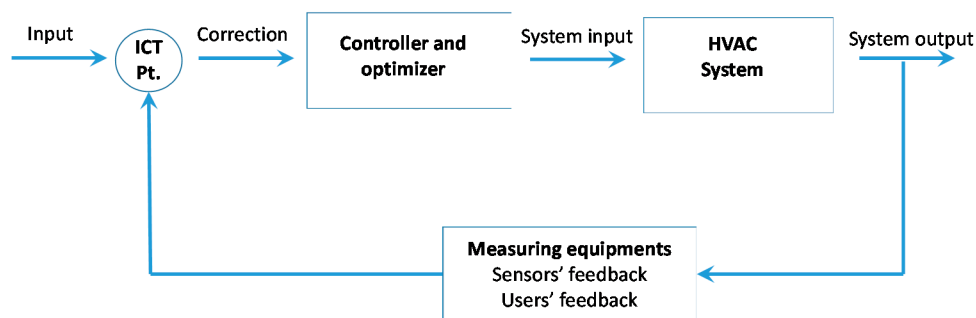 Input
ICT
Pt.
Correction
Controller and
optimizer
System input
HVAC
System
System output
Measuring equipments
Sensors’ feedback
Users’ feedback